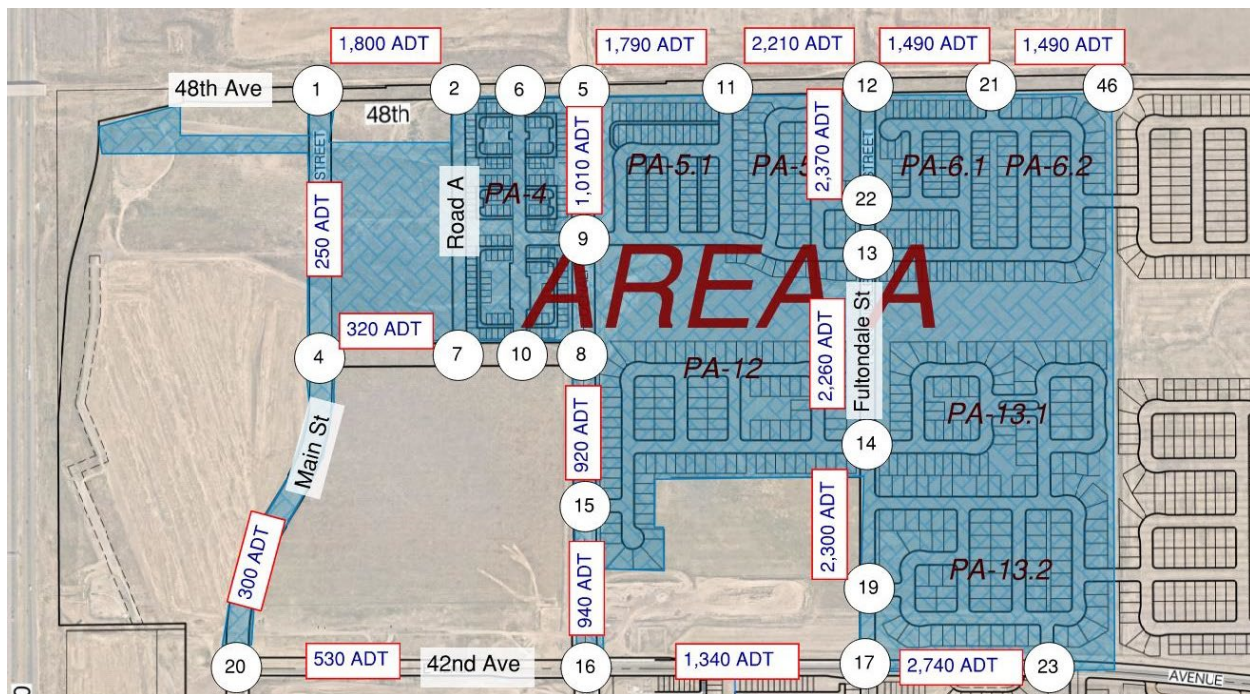 1,800 ADT
1,790 ADT
2,210 ADT
1,490 ADT
1,490 ADT
48th Ave
1
2
6
5
11
12
21
46
48th
STREET
250 ADT
Road A
PA-4
1,010 ADT
PA-5.1
PA-5
2,370 ADT
STREET
PA-6.1
PA-6.2
22
9
13
AREA A
320 ADT
4
7
10
8
PA-12
2,260 ADT
Fultondale St
PA-13.1
Main St
920 ADT
14
15
300 ADT
940 ADT
2,300 ADT
PA-13.2
19
20
530 ADT
42nd Ave
16
1,340 ADT
17
2,740 ADT
23
AVENUE